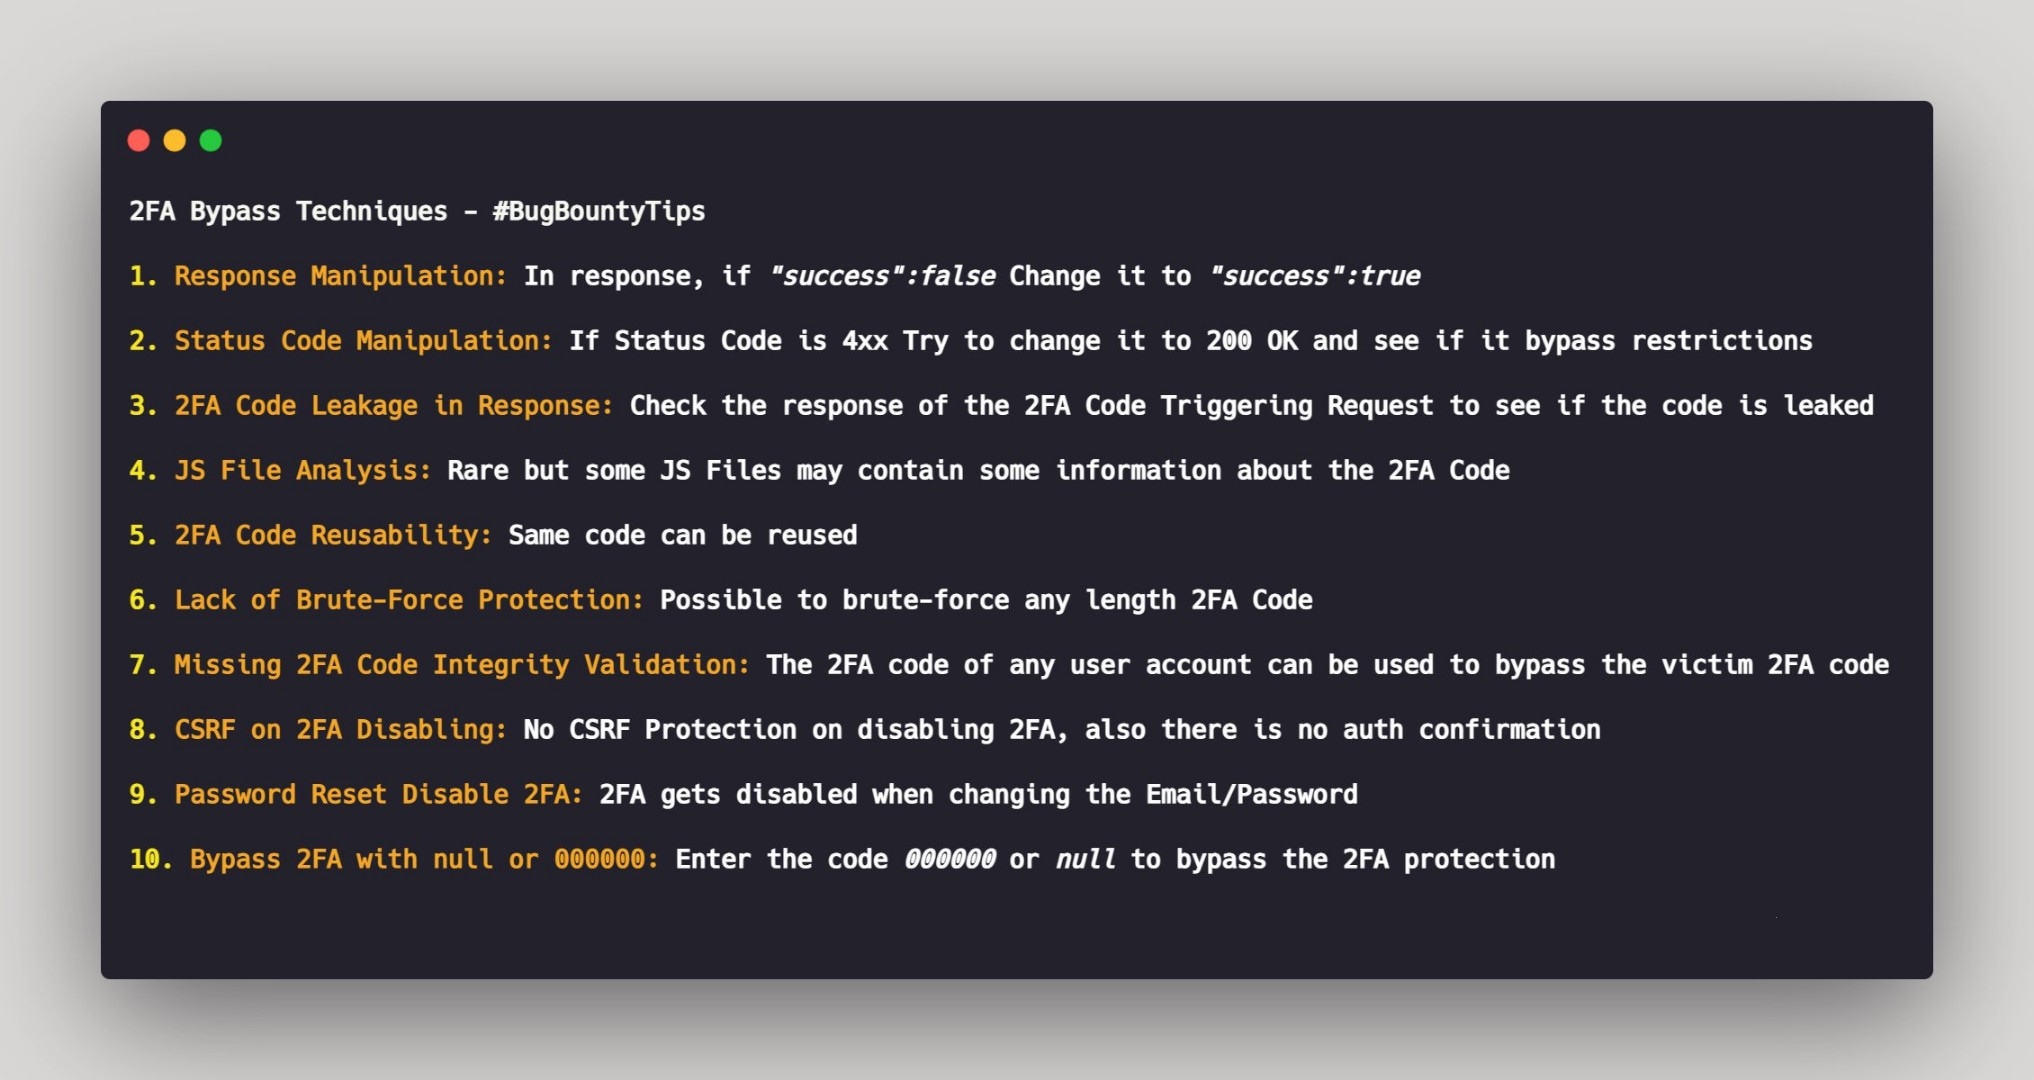 2FA Bypass Techniques - #BugBountyTips
1. Response Manipulation: In response, if "success":false Change it to "success":true
2. Status Code Manipulation: If Status Code is 4xx Try to change it to 200 OK and see if it bypass restrictions
3. 2FA Code Leakage in Response: Check the response of the 2FA Code Triggering Request to see if the code is leaked
4. JS File Analysis: Rare but some JS Files may contain some information about the 2FA Code
5. 2FA Code Reusability: Same code can be reused
6. Lack of Brute-Force Protection: Possible to brute-force any length 2FA Code
7. Missing 2FA Code Integrity Validation: The 2FA code of any user account can be used to bypass the victim 2FA code
8. CSRF on 2FA Disabling: No CSRF Protection on disabling 2FA, also there is no auth confirmation
9. Password Reset Disable 2FA: 2FA gets disabled when changing the Email/Password
10. Bypass 2FA with null or 000000: Enter the code 000000 or null to bypass the 2FA protection